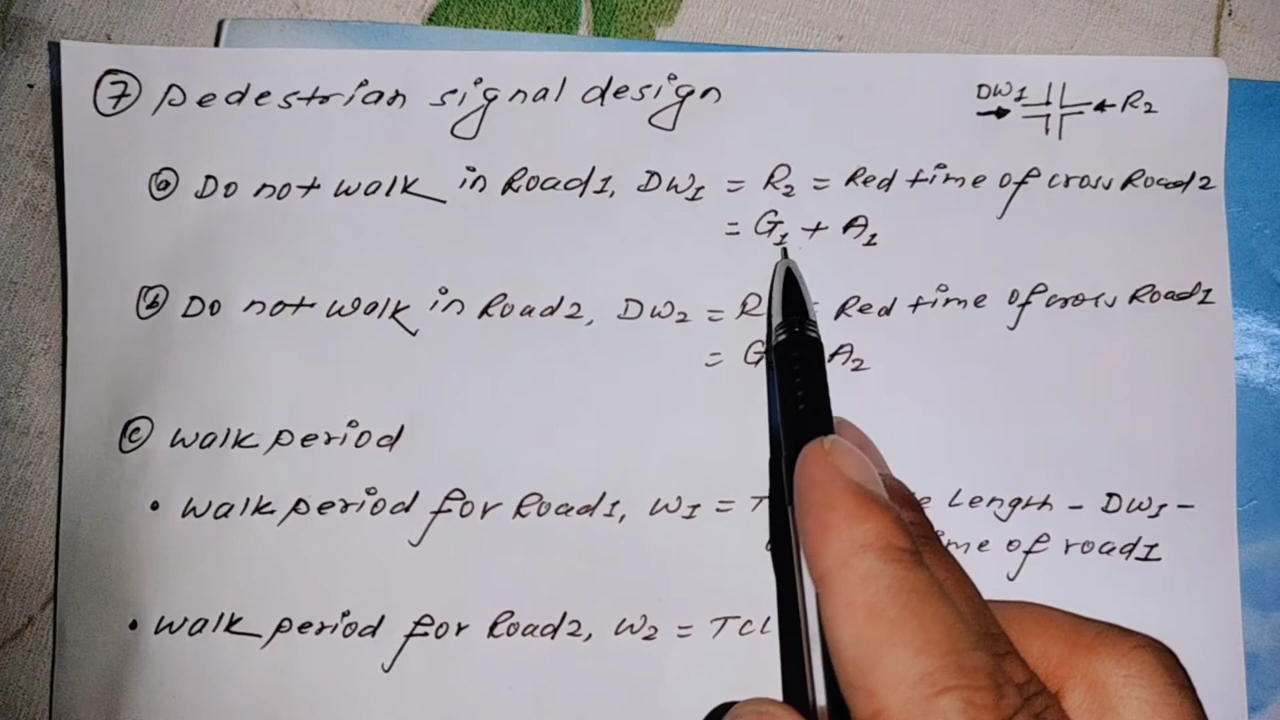 ⑦ pedestrian signal design
DW1 R2
ⓐ Do not walk in Road1, DW1 = R2 = Red time of cross Road2
= G1 + A1
ⓑ Do not walk in Road2, DW2 = R = Red time of cross Road1
= G A2
ⓒ walk period
• walk period for Road1, W1 = T Length - DW1 -
of road1
• walk period for Road2, W2 = TCL